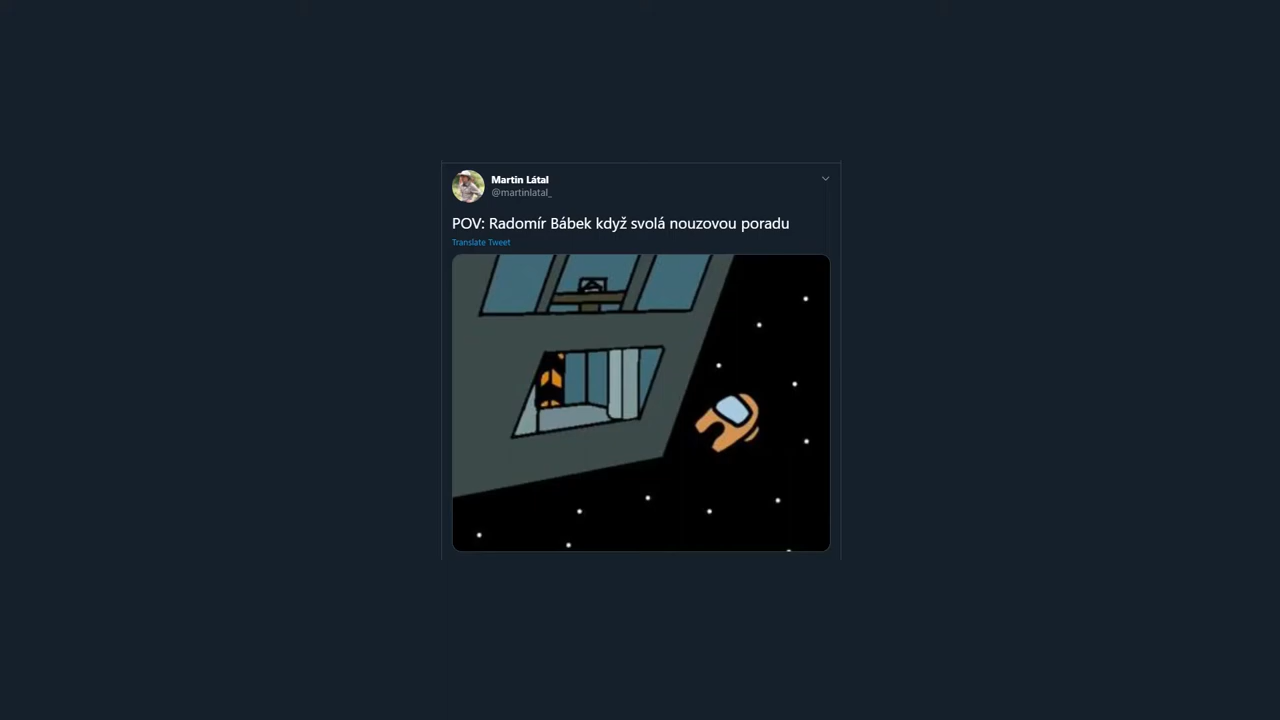 Martin Látal
@martinlatal_
POV: Radomír Bábek když svolá nouzovou poradu
Translate Tweet